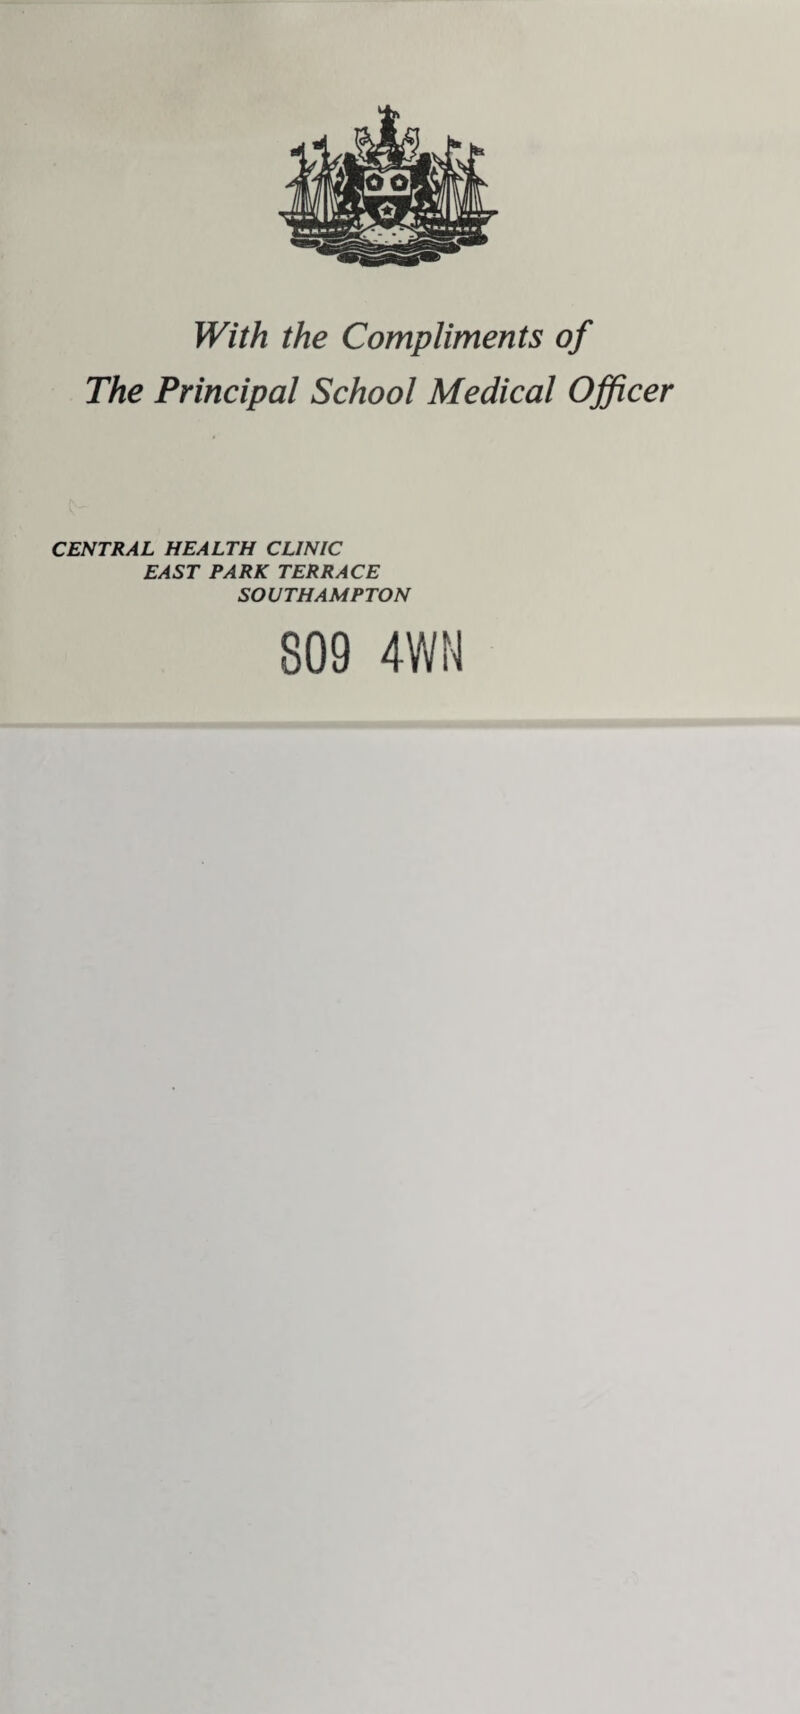 With the Compliments of
The Principal School Medical Officer
CENTRAL HEALTH CLINIC
EAST PARK TERRACE
SOUTHAMPTON
SO9 4WN